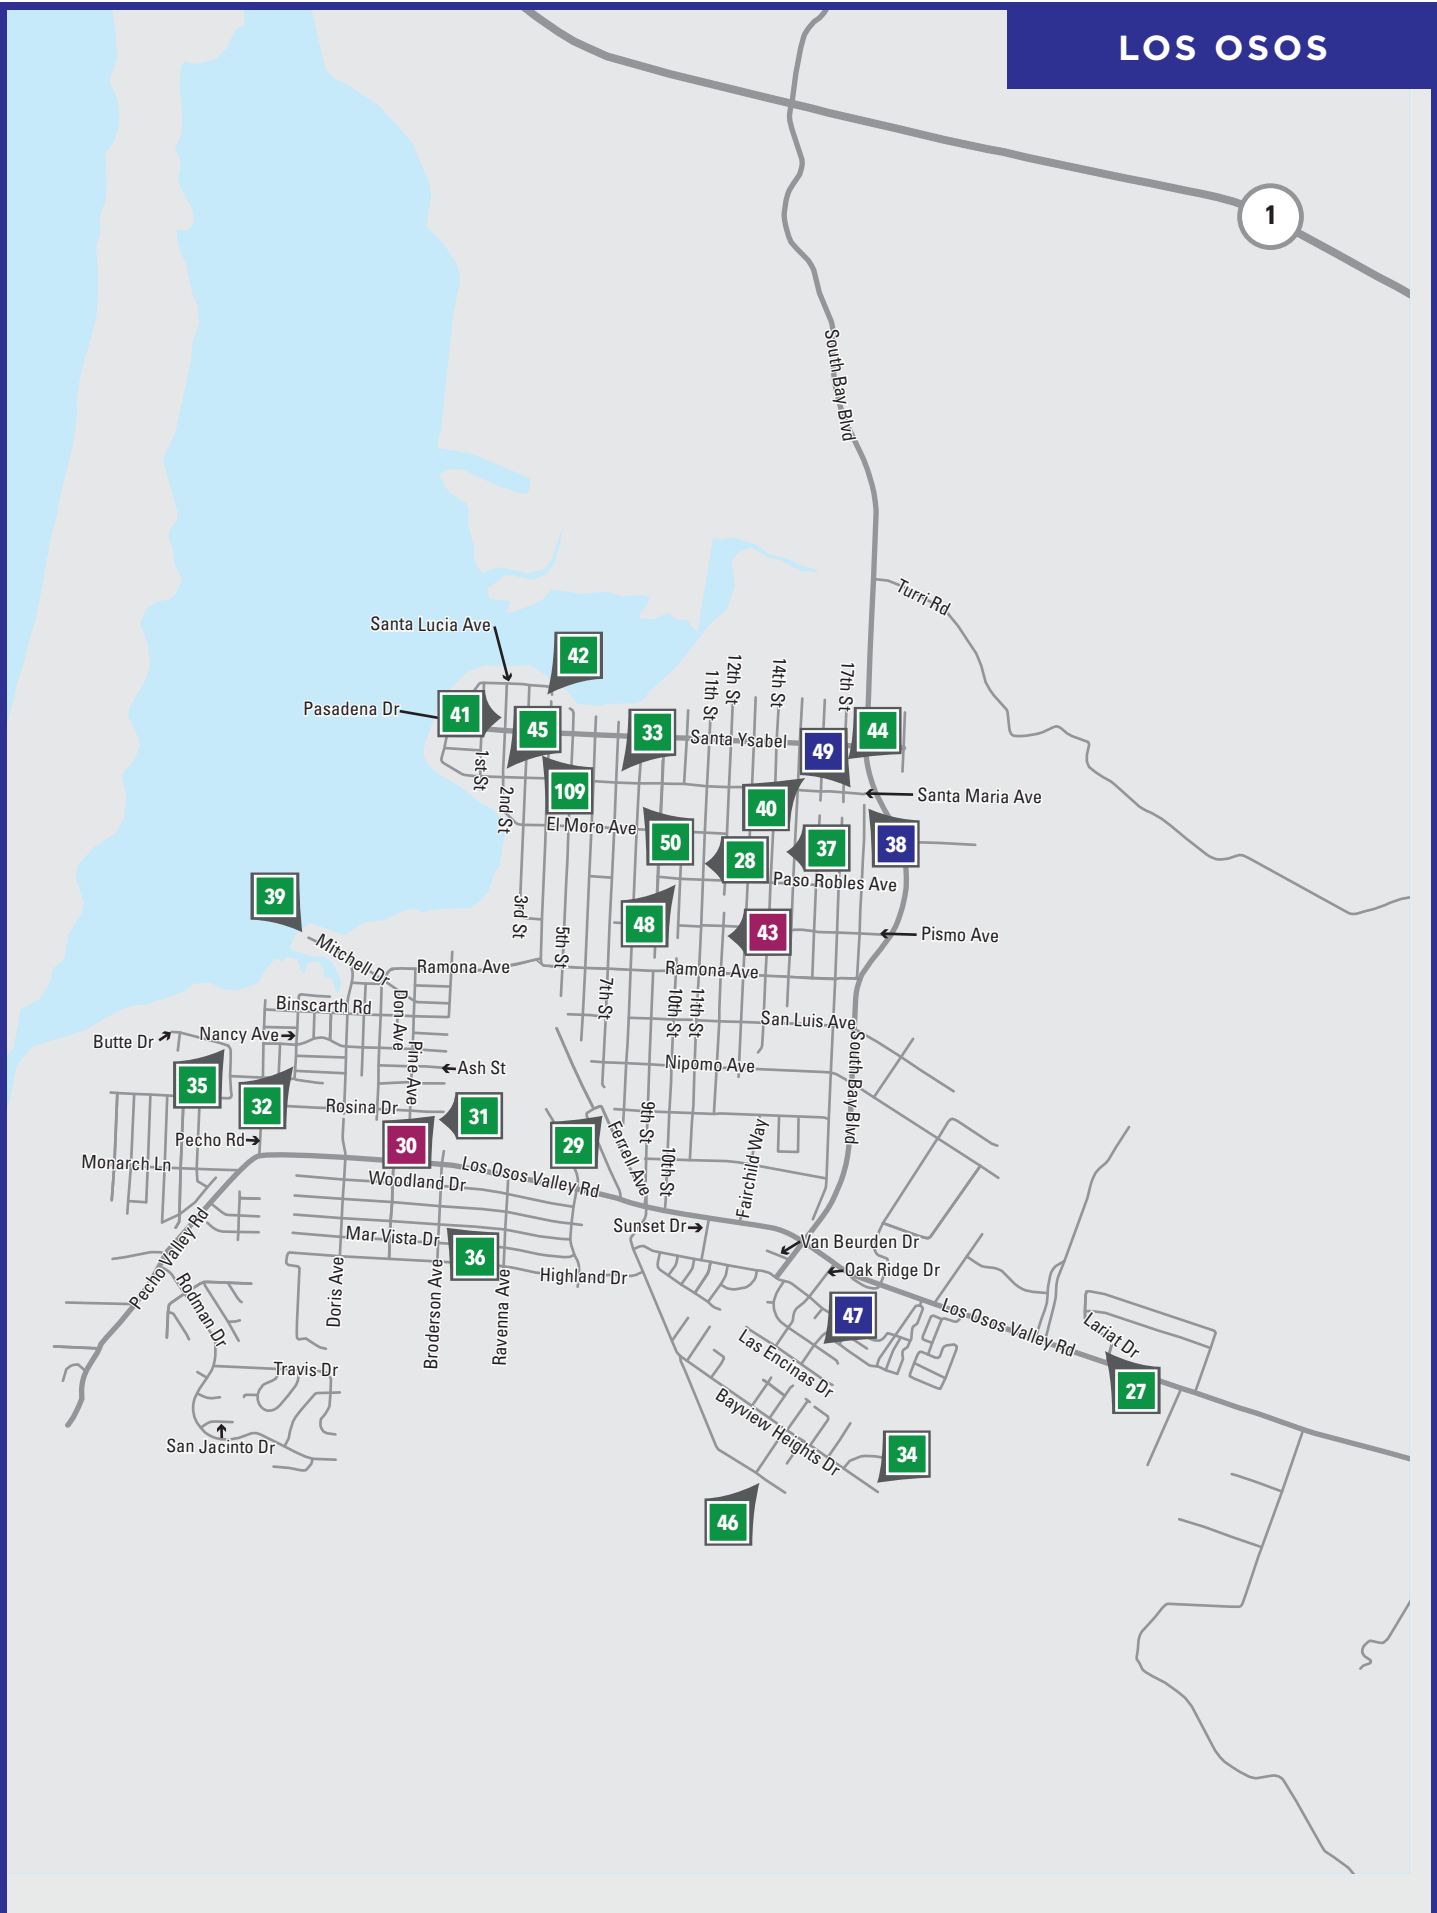 LOS OSOS
1
South Bay Blvd
Turri Rd
Santa Lucia Ave
42
12th St
14th St
17th St
11th St
Pasadena Dr
41
45
33
Santa Ysabel
49
44
1st St
109
2nd St
40
Santa Maria Ave
El Moro Ave
50
28
37
38
Paso Robles Ave
39
3rd St
48
43
5th St
Pismo Ave
Mitchell Dr
Ramona Ave
Ramona Ave
7th St
10th St
11th St
Binscarth Rd
Don Ave
San Luis Ave
Butte Dr
Nancy Ave
South Bay Blvd
Pine Ave
Ash St
Nipomo Ave
35
32
Rosina Dr
31
30
29
9th St
Ferrell Ave
10th St
Fairchild Way
Pecho Rd
Monarch Ln
Woodland Dr
Los Osos Valley Rd
Sunset Dr
Van Beurden Dr
Pecho Valley Rd
Mar Vista Dr
36
Highland Dr
Oak Ridge Dr
Rodman Dr
Doris Ave
Broderson Ave
Ravenna Ave
47
Los Osos Valley Rd
Lariat Dr
Las Encinas Dr
Travis Dr
27
Bayview Heights Dr
San Jacinto Dr
34
46